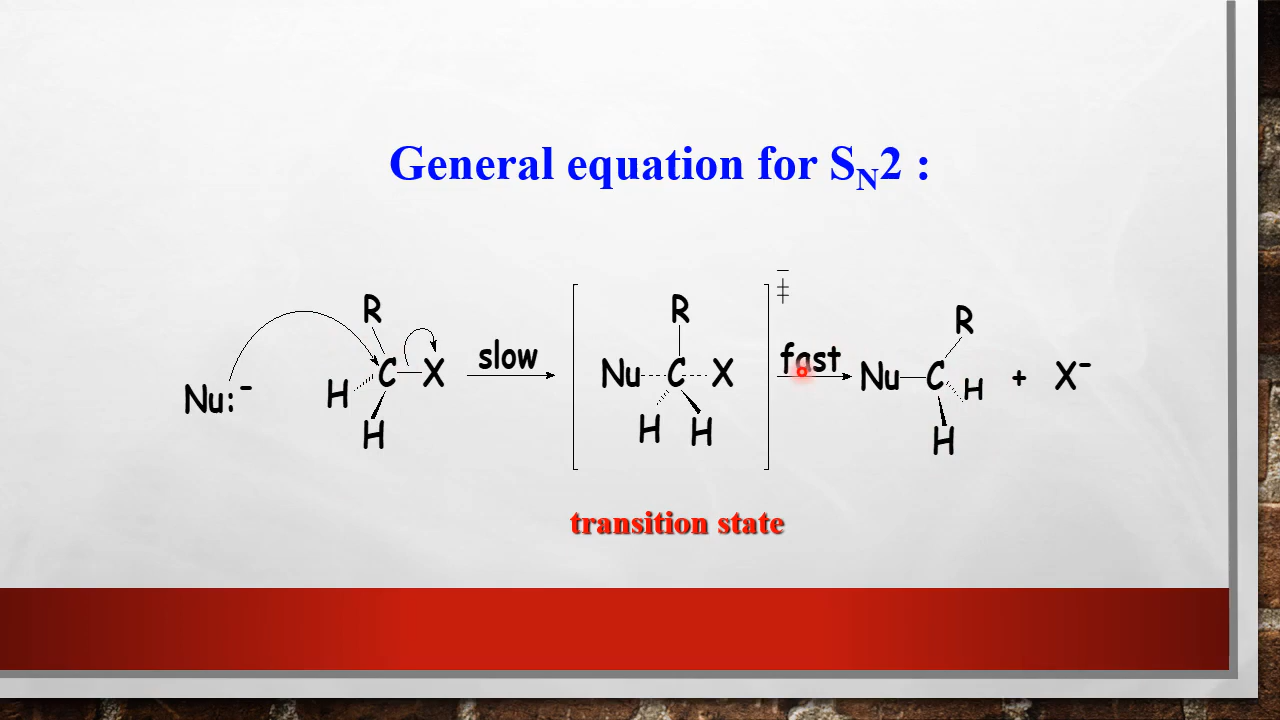 General equation for SN2 :
R R R
Nu:– H C X slow Nu C X – ‡ fast Nu C H + X–
H H H H
transition state